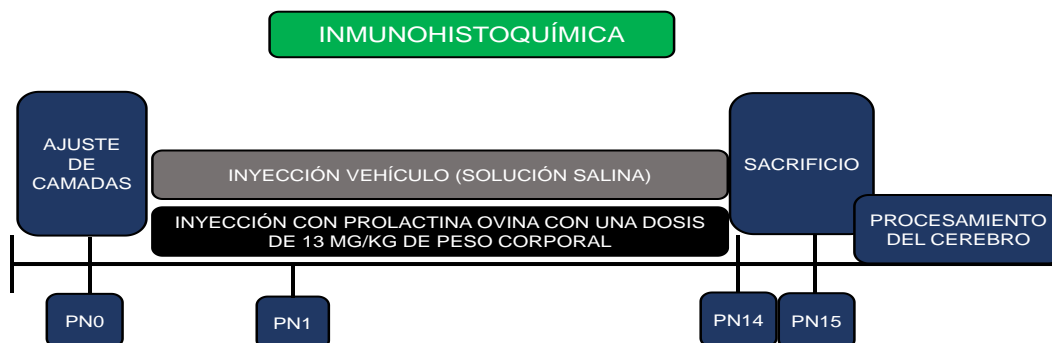 INMUNOHISTOQUÍMICA
AJUSTE
DE
CAMADAS
INYECCIÓN VEHÍCULO (SOLUCIÓN SALINA)
INYECCIÓN CON PROLACTINA OVINA CON UNA DOSIS
DE 13 MG/KG DE PESO CORPORAL
SACRIFICIO
PROCESAMIENTO
DEL CEREBRO
PN0
PN1
PN14
PN15